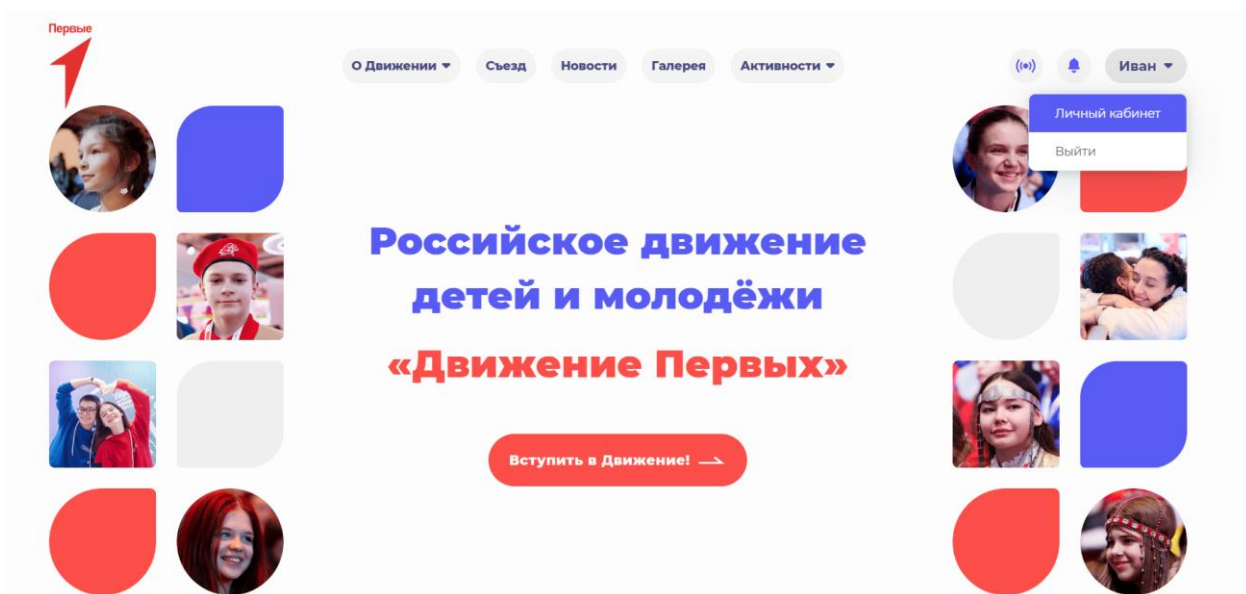 Первые
О Движении
Съезд
Новости
Галерея
Активности
Иван
Личный кабинет
Выйти
Российское движение
детей и молодёжи
«Движение Первых»
Вступить в Движение!